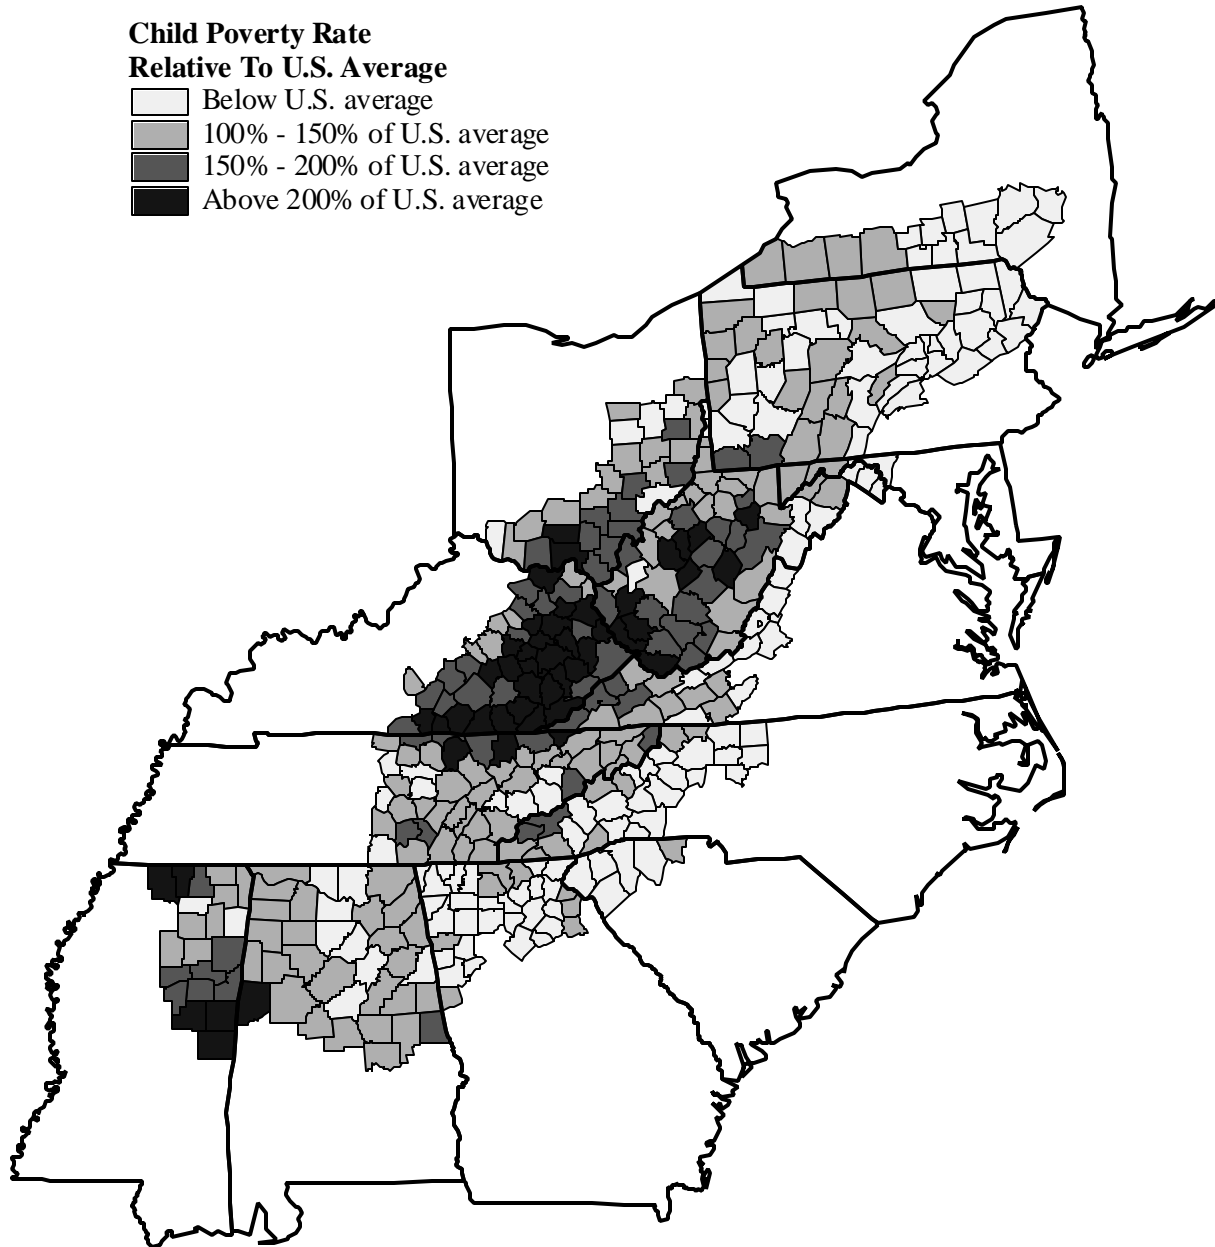 Child Poverty Rate
Relative To U.S. Average
Below U.S. average
100% - 150% of U.S. average
150% - 200% of U.S. average
Above 200% of U.S. average